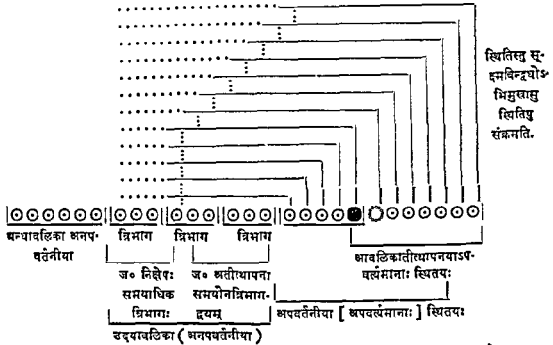 स्थितिस्तु सू-
क्ष्मबिन्द्वधोऽ-
भिमुखासु
स्थितिषु
संक्रमति.
बन्धावलिका अनप-
वर्तनीया
त्रिभाग
त्रिभाग
त्रिभाग
आवलिकातीत्थापनयाऽप-
वर्त्यमानाः स्थितयः
ज० निक्षेपः
समयाधिक
त्रिभागः
ज० अतीत्थापना
समयोनत्रिभाग-
द्वयम्
अपवर्तनीया [ अपवर्त्यमानाः ] स्थितयः
उदयावलिका ( अनपवर्तनीया )